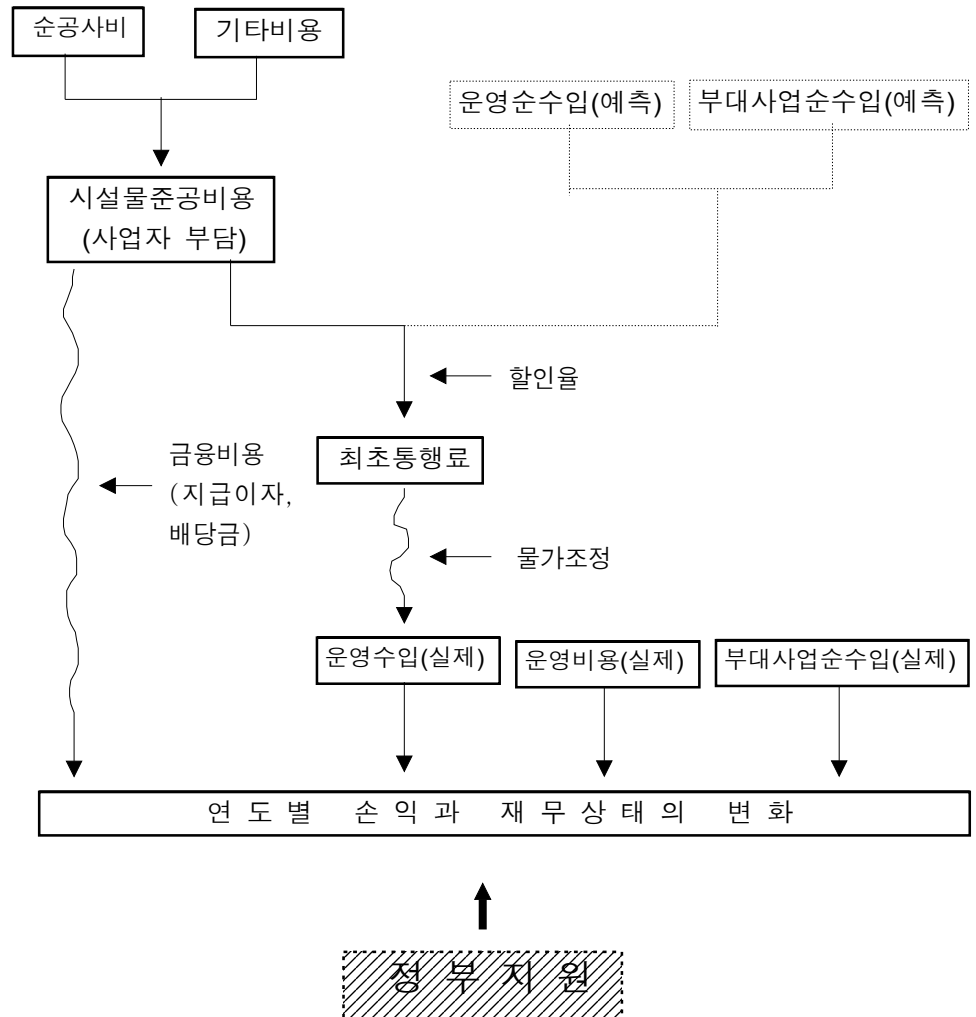 순공사비
기타비용
운영순수입(예측)
부대사업순수입(예측)
시설물준공비용
(사업자 부담)
할인율
최초통행료
금융비용
(지급이자,
배당금)
물가조정
운영수입(실제)
운영비용(실제)
부대사업순수입(실제)
연 도 별 손 익 과 재 무 상 태 의 변 화
정 부 지 원